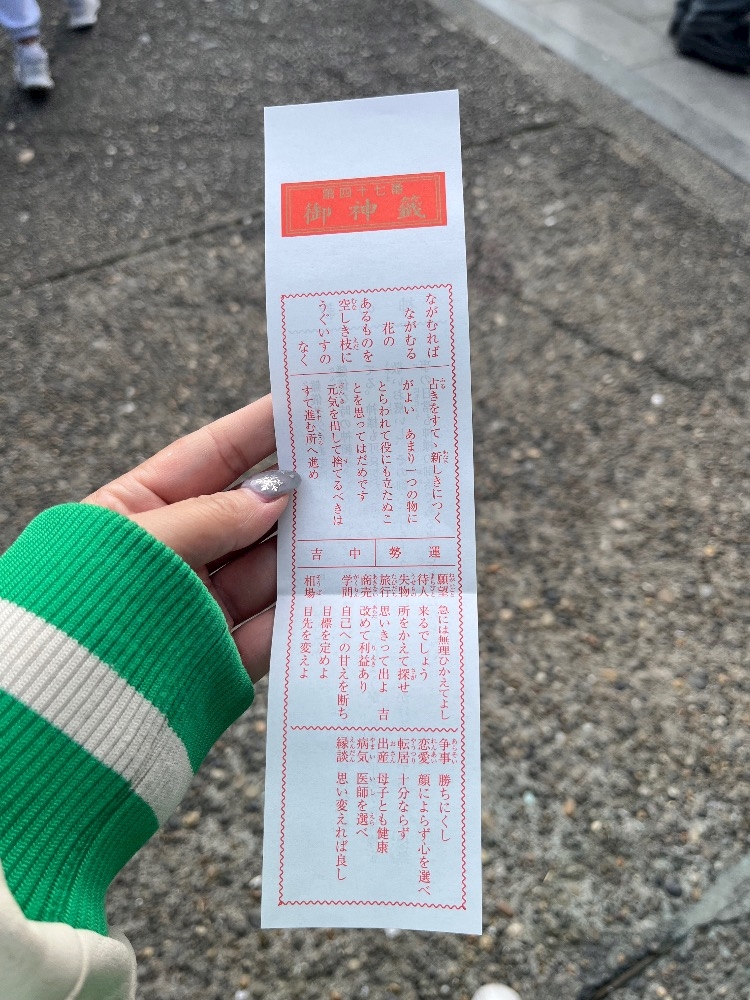 第四十七番
御神籤
ながむれば
ながむる
花の
あるものを
空しき枝に
うぐいすの
なく
古きをすてゝ新しきにつく
がよい あまり一つの物に
とらわれて役にも立たぬこ
とを思ってはだめです
元気を出して捨てるべきは
すて進む所へ進め
運勢
中吉
願望 急には無理ひかえてよし
待人 来るでしょう
失物 所をかえて探せ
旅行 思いきって出よ 吉
商売 改めて利益あり
学問 自己への甘えを断ち
目標を定めよ
相場 目先を変えよ
争事 勝ちにくし
恋愛 顔によらず心を選べ
転居 十分ならず
出産 母子とも健康
病気 医師を選べ
縁談 思い変えれば良し